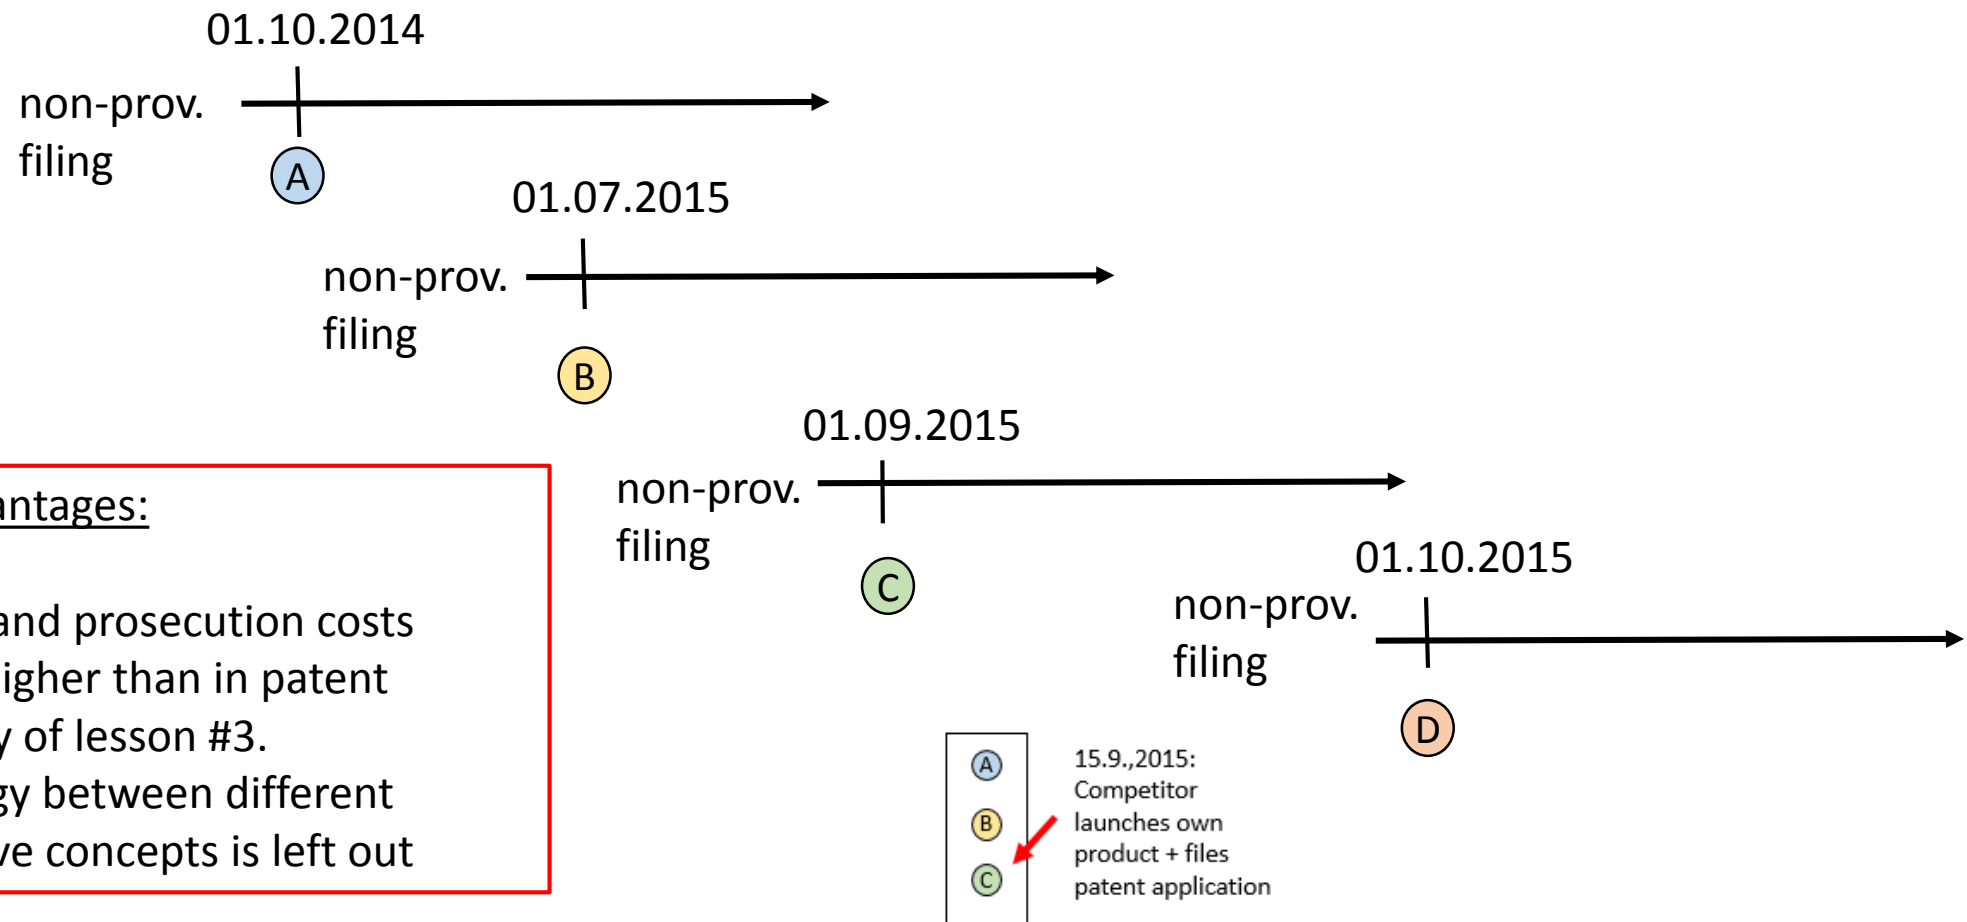 01.10.2014
non-prov.
filing
A
01.07.2015
non-prov.
filing
B
01.09.2015
non-prov.
filing
C
01.10.2015
non-prov.
filing
D
antages:
and prosecution costs
igher than in patent
y of lesson #3.
gy between different
ve concepts is left out
A
B
C
15.9.,2015:
Competitor
launches own
product + files
patent application